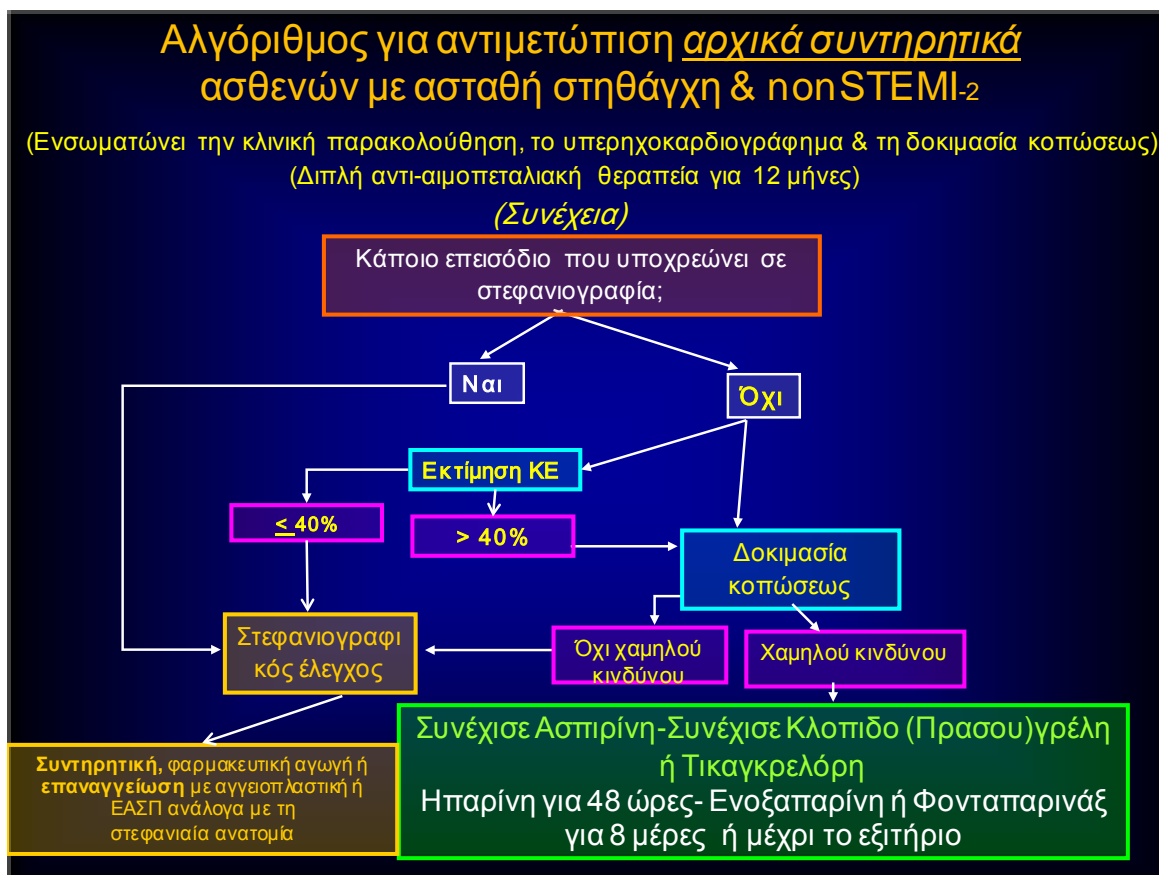 Αλγόριθμος για αντιμετώπιση αρχικά συντηρητικά
ασθενών με ασταθή στηθάγχη & nonSTEMI-2
(Ενσωματώνει την κλινική παρακολούθηση, το υπερηχοκαρδιογράφημα & τη δοκιμασία κοπώσεως)
(Διπλή αντι-αιμοπεταλιακή θεραπεία για 12 μήνες)
(Συνέχεια)
Κάποιο επεισόδιο που υποχρεώνει σε
στεφανιογραφία;
Ναι
Όχι
Εκτίμηση ΚΕ
< 40%
> 40%
Δοκιμασία
κοπώσεως
Στεφανιογραφι
κός έλεγχος
Όχι χαμηλού
κινδύνου
Χαμηλού κινδύνου
Συντηρητική, φαρμακευτική αγωγή ή
επαναγγείωση με αγγειοπλαστική ή
ΕΑΣΠ ανάλογα με τη
στεφανιαία ανατομία
Συνέχισε Ασπιρίνη-Συνέχισε Κλοπιδο (Πρασου)γρέλη
ή Τικαγκρελόρη
Ηπαρίνη για 48 ώρες- Ενοξαπαρίνη ή Φονταπαρινάξ
για 8 μέρες ή μέχρι το εξιτήριο